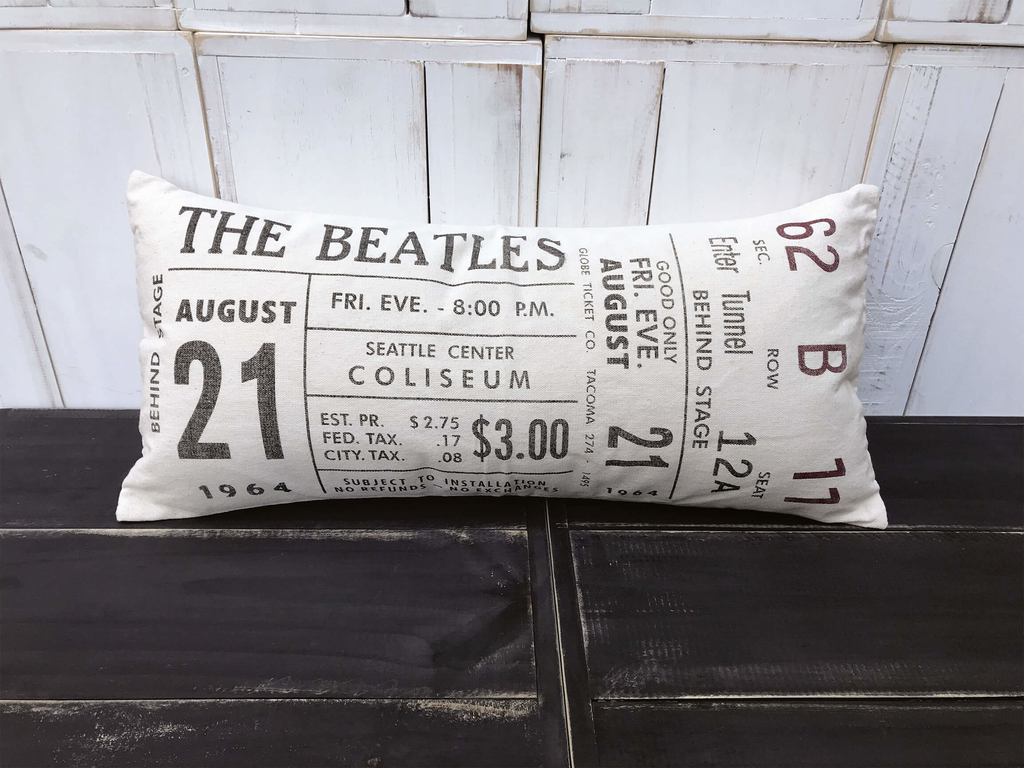 THE BEATLES
BEHIND STAGE
AUGUST
21
1964
FRI. EVE. - 8:00 P.M.
SEATTLE CENTER
COLISEUM
EST. PR. $2.75
FED. TAX. .17
CITY. TAX. .08
$3.00
SUBJECT TO INSTALLATION
NO REFUNDS - NO EXCHANGES
GLOBE TICKET CO. TACOMA 274 -
GOOD ONLY
FRI. EVE.
AUGUST
21
1964
Enter Tunnel 12A
BEHIND STAGE
SEC. ROW SEAT
62 B 11